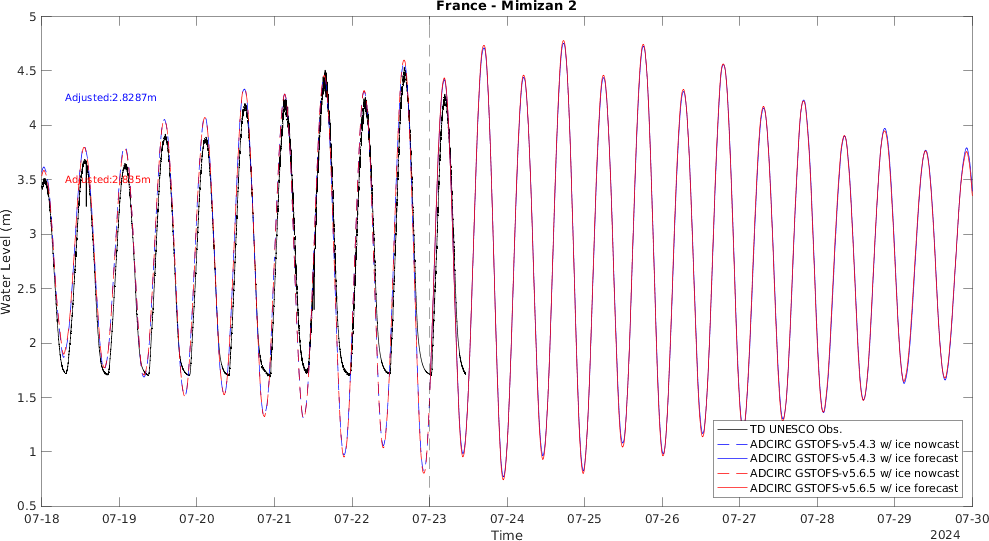 France - Mimizan 2
5
4.5
4
3.5
3
2.5
2
1.5
1
0.5
Water Level (m)
Adjusted:2.8287m
Adjusted:2.835m
TD UNESCO Obs.
ADCIRC GSTOFS-v5.4.3 w/ ice nowcast
ADCIRC GSTOFS-v5.4.3 w/ ice forecast
ADCIRC GSTOFS-v5.6.5 w/ ice nowcast
ADCIRC GSTOFS-v5.6.5 w/ ice forecast
07-18 07-19 07-20 07-21 07-22 07-23 07-24 07-25 07-26 07-27 07-28 07-29 07-30
Time
2024